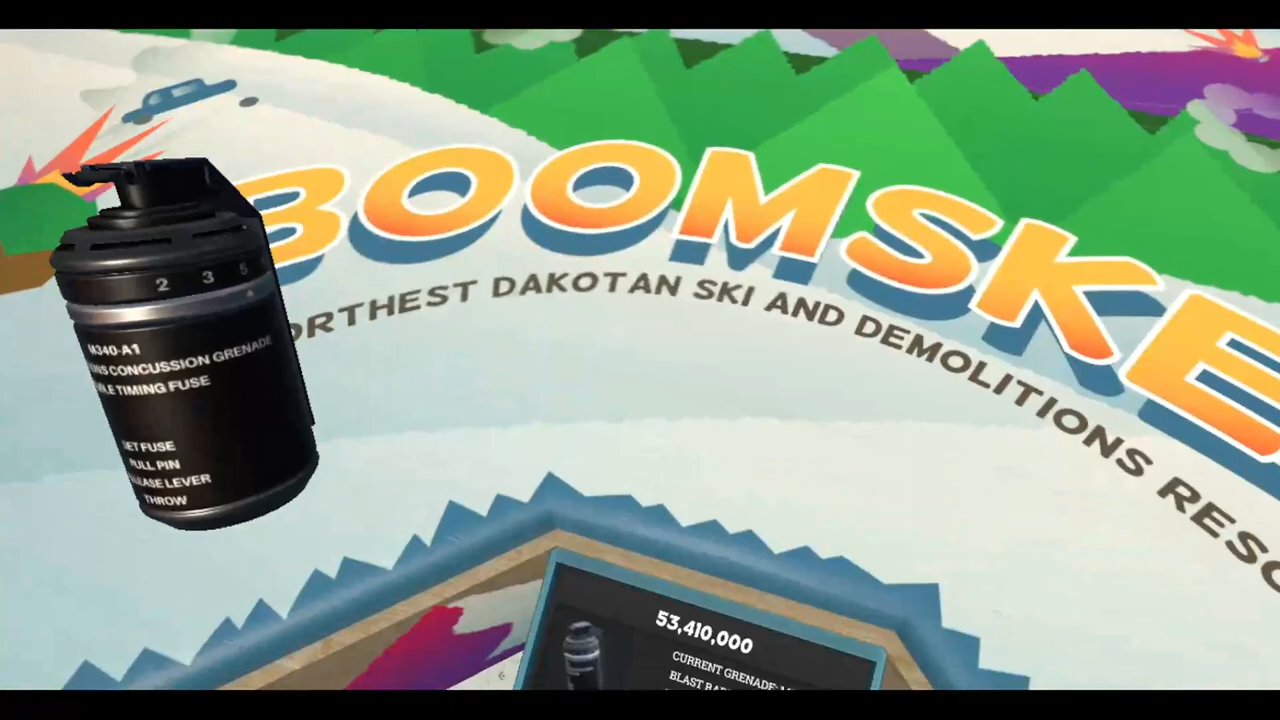 BOOMSKE
ORTHEST DAKOTAN SKI AND DEMOLITIONS RESO
2 3 5
M340-A1
CONCUSSION GRENADE
TIMING FUSE
SET FUSE
PULL PIN
LEVER
THROW
53,410,000
CURRENT GRENADE:
BLAST